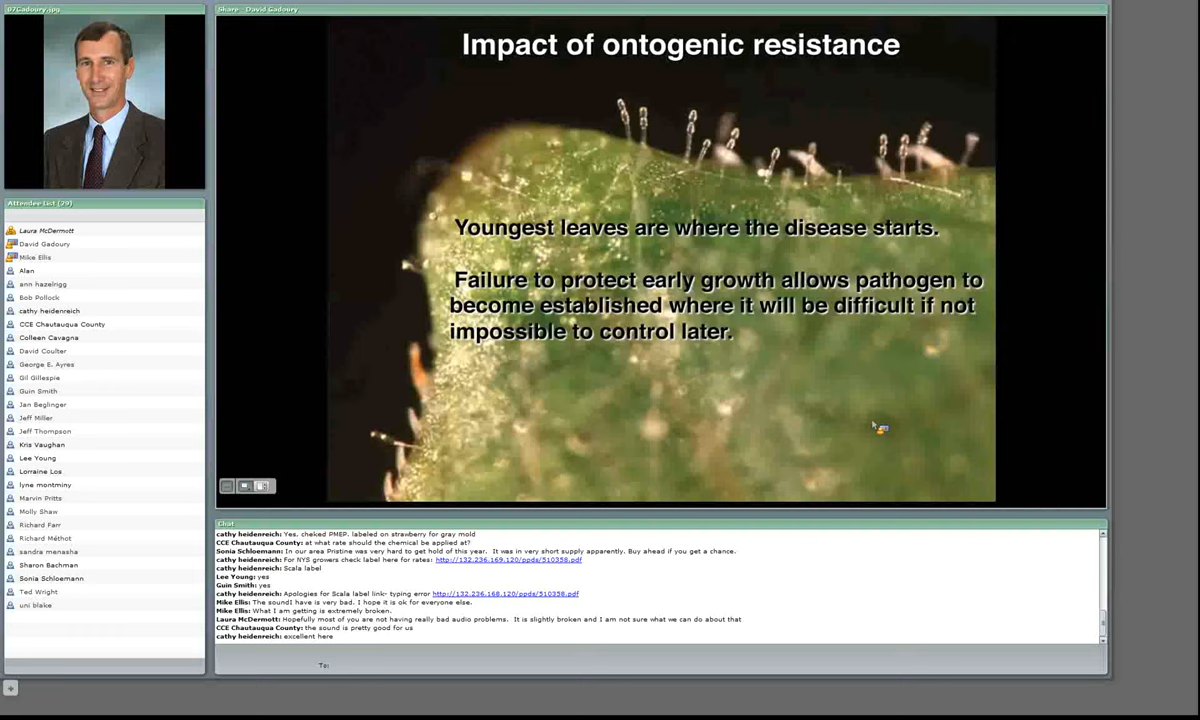 07Gadoury.jpg
Share - David Gadoury
Impact of ontogenic resistance
Youngest leaves are where the disease starts.
Failure to protect early growth allows pathogen to
become established where it will be difficult if not
impossible to control later.
Attendee List (29)
Laura McDermott
David Gadoury
Mike Ellis
Alan
ann hazelrigg
Bob Pollock
cathy heidenreich
CCE Chautauqua County
Colleen Cavagna
David Coulter
George E. Ayres
Gil Gillespie
Guin Smith
Jan Beglinger
Jeff Miller
Jeff Thompson
Kris Vaughan
Lee Young
Lorraine Los
lyne montminy
Marvin Pritts
Molly Shaw
Richard Farr
Richard Méthot
sandra menasha
Sharon Bachman
Sonia Schloemann
Ted Wright
uni blake
Chat
cathy heidenreich: Yes, cheked PMEP. labeled on strawberry for gray mold
CCE Chautauqua County: at what rate should the chemical be applied at?
Sonia Schloemann: In our area Pristine was very hard to get hold of this year. It was in very short supply apparently. Buy ahead if you get a chance.
cathy heidenreich: For NYS growers check label here for rates: http://132.236.169.120/ppds/510358.pdf
cathy heidenreich: Scala label
Lee Young: yes
Guin Smith: yes
cathy heidenreich: Apologies for Scala label link- typing error http://132.236.168.120/ppds/510358.pdf
Mike Ellis: The soundI have is very bad. I hope it is ok for everyone else.
Mike Ellis: What I am getting is extremely broken.
Laura McDermott: Hopefully most of you are not having really bad audio problems. It is slightly broken and I am not sure what we can do about that
CCE Chautauqua County: the sound is pretty good for us
cathy heidenreich: excellent here
To: